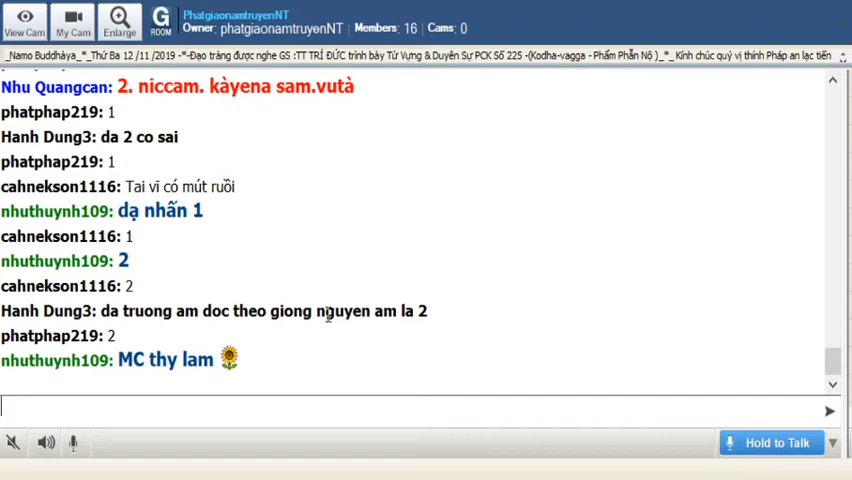 View Cam
My Cam
Enlarge
G
ROOM
PhatgiaonamtruyenNT
Owner: phatgiaonamtruyenNT Members: 16 Cams: 0
_Namo Buddhàya_*_Thứ Ba 12 /11 /2019 -*-Đạo tràng được nghe GS :TT TRÍ ĐỨC trình bày Từ Vựng & Duyên Sự PCK Số 225 -(Kodha-vagga - Phẩm Phẫn Nộ )_*_ Kính chúc quý vị thính Pháp an lạc tiến
Nhu Quangcan: 2. niccam. kàyena sam.vutà
phatphap219: 1
Hanh Dung3: da 2 co sai
phatphap219: 1
cahnekson1116: Tai vĩ có mút ruồi
nhuthuynh109: dạ nhấn 1
cahnekson1116: 1
nhuthuynh109: 2
cahnekson1116: 2
Hanh Dung3: da truong am doc theo giong nguyen am la 2
phatphap219: 2
nhuthuynh109: MC thy lam
Hold to Talk